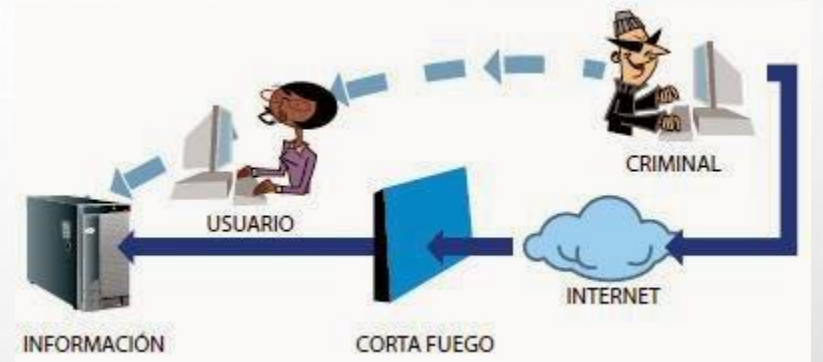 CRIMINAL
USUARIO
INTERNET
INFORMACIÓN
CORTA FUEGO